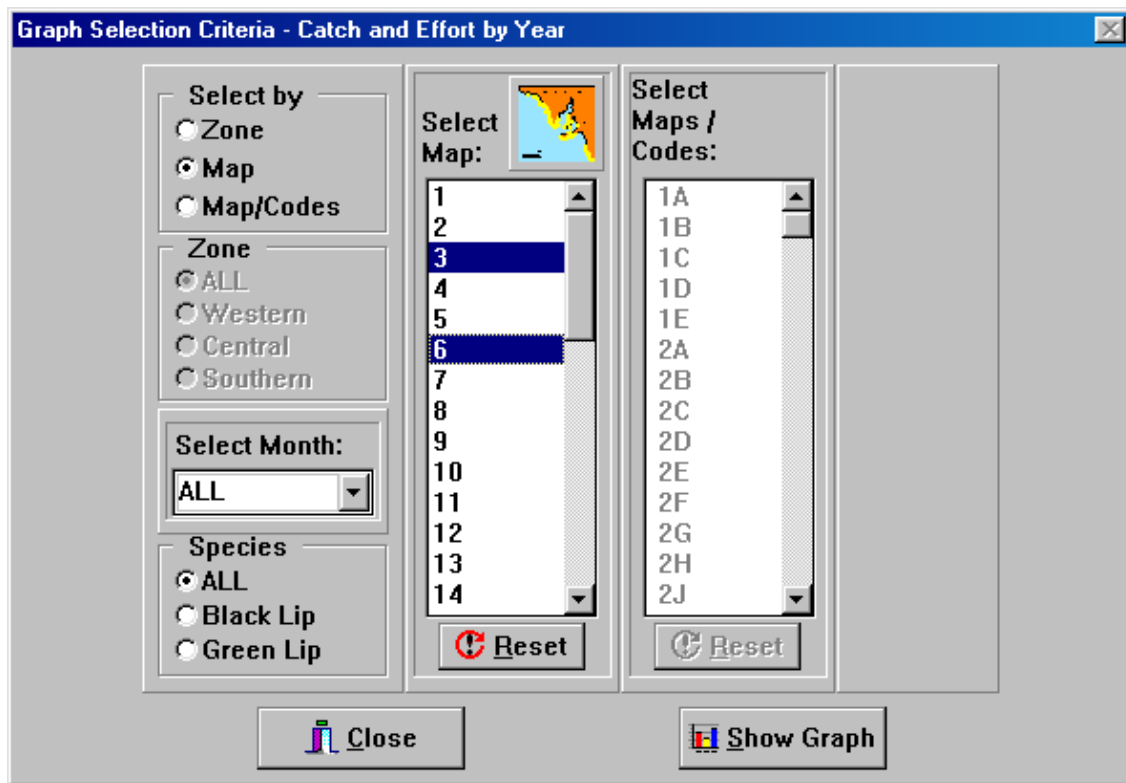 Graph Selection Criteria - Catch and Effort by Year
Select by
Zone
Map
Map/Codes
Zone
ALL
Western
Central
Southern
Select Month:
ALL
Species
ALL
Black Lip
Green Lip
Select
Map:
1
2
3
4
5
6
7
8
9
10
11
12
13
14
Reset
Select
Maps /
Codes:
1A
1B
1C
1D
1E
2A
2B
2C
2D
2E
2F
2G
2H
2J
Reset
Close
Show Graph